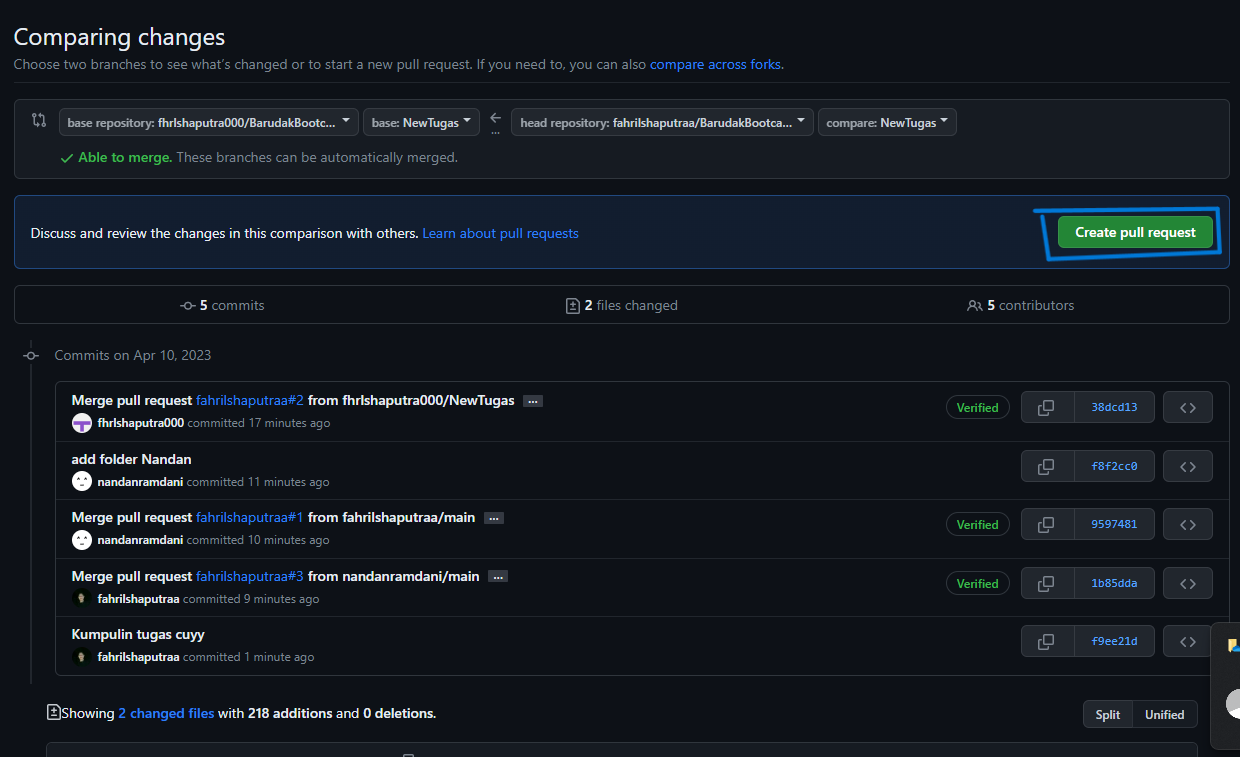 Comparing changes
Choose two branches to see what's changed or to start a new pull request. If you need to, you can also compare across forks.
base repository: fhrlshaputra000/BarudakBootc... base: NewTugas ... head repository: fahrilshaputraa/BarudakBootca... compare: NewTugas
Able to merge. These branches can be automatically merged.
Discuss and review the changes in this comparison with others. Learn about pull requests Create pull request
5 commits 2 files changed 5 contributors
Commits on Apr 10, 2023
Merge pull request fahrilshaputraa#2 from fhrlshaputra000/NewTugas ...
Verified 38dcd13 <>
fhrlshaputra000 committed 17 minutes ago
add folder Nandan
f8f2cc0 <>
nandanramdani committed 11 minutes ago
Merge pull request fahrilshaputraa#1 from fahrilshaputraa/main ...
Verified 9597481 <>
nandanramdani committed 10 minutes ago
Merge pull request fahrilshaputraa#3 from nandanramdani/main ...
Verified 1b85dda <>
fahrilshaputraa committed 9 minutes ago
Kumpulin tugas cuyy
f9ee21d <>
fahrilshaputraa committed 1 minute ago
Showing 2 changed files with 218 additions and 0 deletions. Split Unified